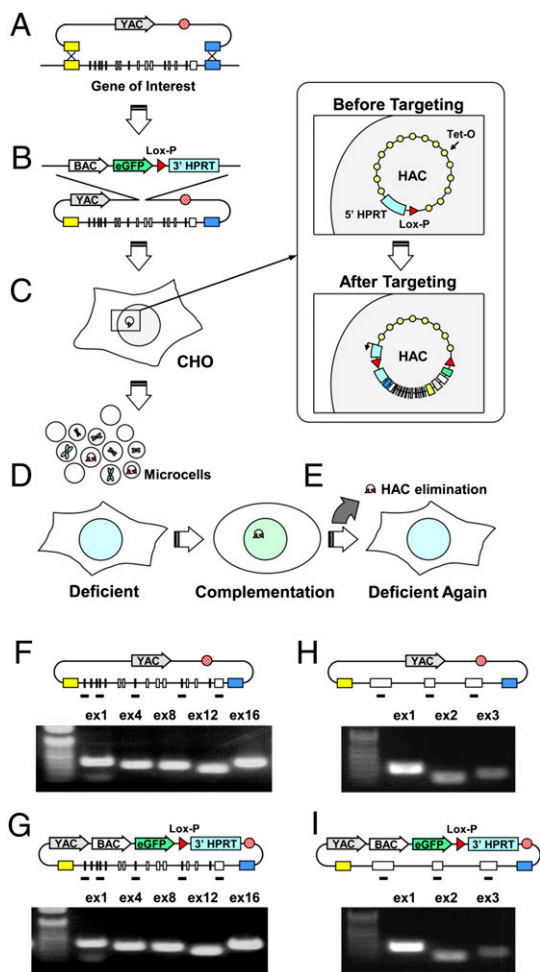 A
YAC
Gene of Interest
B
Lox-P
BAC eGFP 3' HPRT
YAC
C
CHO
Before Targeting
Tet-O
HAC
5' HPRT
Lox-P
After Targeting
HAC
Microcells
D
E
HAC elimination
Deficient
Complementation
Deficient Again
F
YAC
ex1 ex4 ex8 ex12 ex16
H
YAC
ex1 ex2 ex3
G
Lox-P
YAC BAC eGFP 3' HPRT
ex1 ex4 ex8 ex12 ex16
I
Lox-P
YAC BAC eGFP 3' HPRT
ex1 ex2 ex3